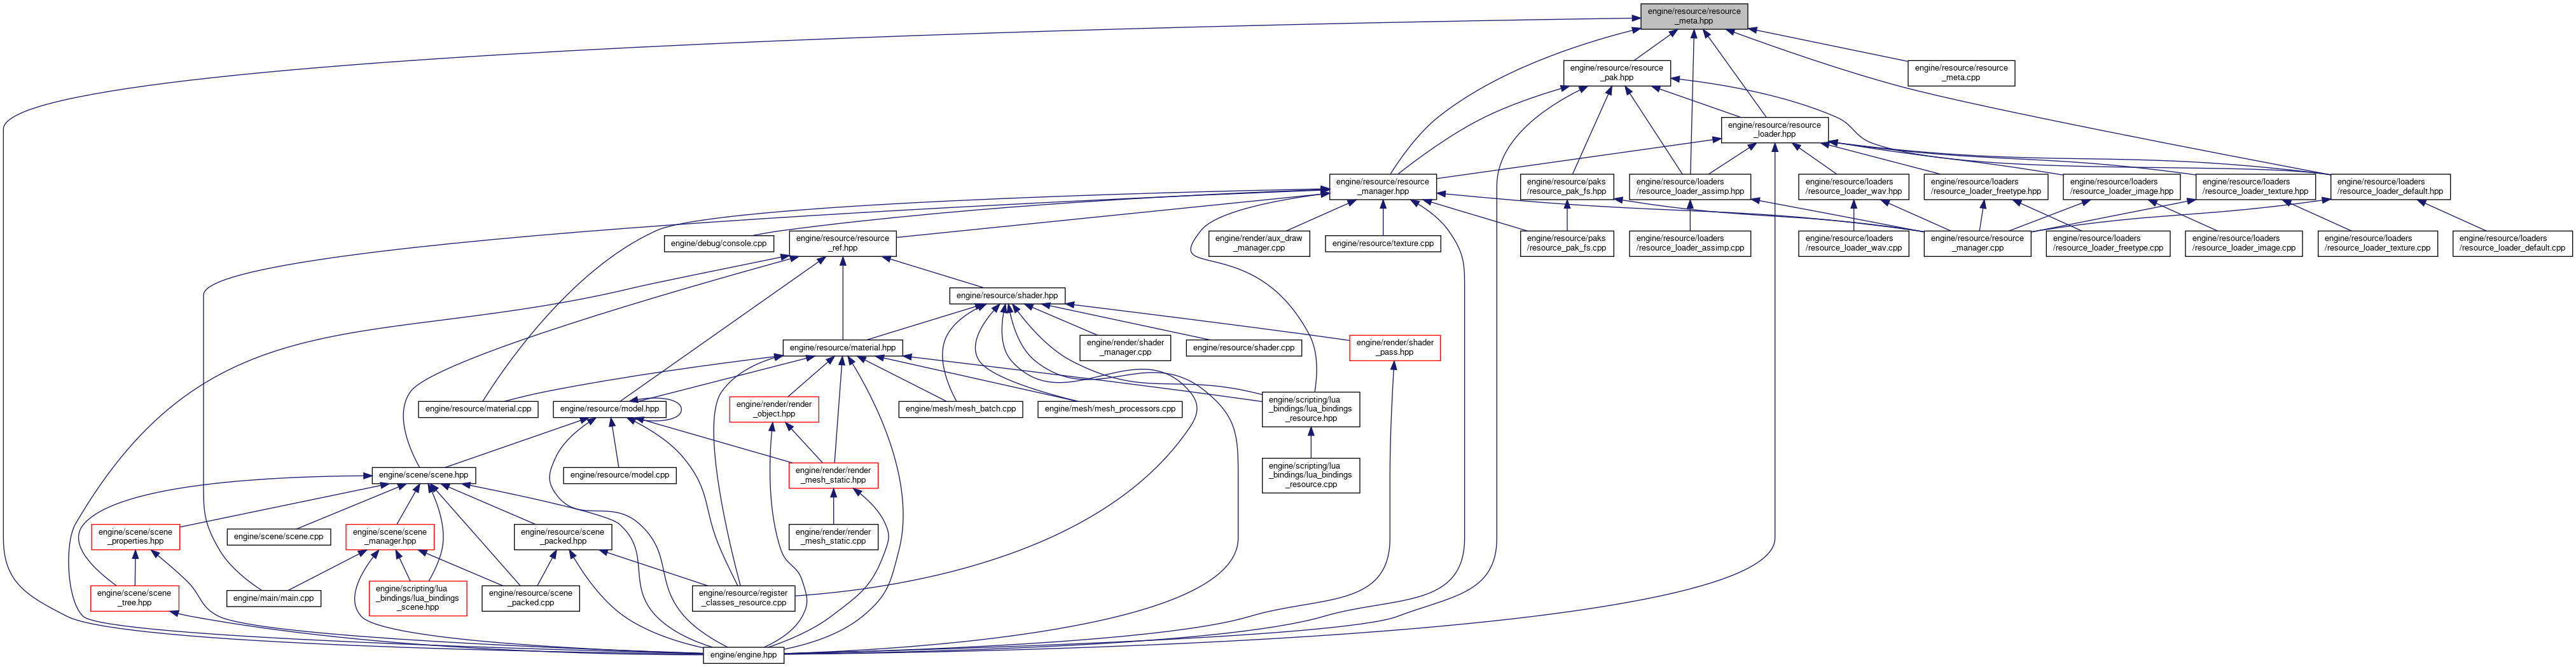 engine/resource/resource
_meta.hpp
engine/resource/resource
_pak.hpp
engine/resource/resource
_meta.cpp
engine/resource/resource
_loader.hpp
engine/resource/resource
_manager.hpp
engine/resource/paks
/resource_pak_fs.hpp
engine/resource/loaders
/resource_loader_assimp.hpp
engine/resource/loaders
/resource_loader_wav.hpp
engine/resource/loaders
/resource_loader_freetype.hpp
engine/resource/loaders
/resource_loader_image.hpp
engine/resource/loaders
/resource_loader_texture.hpp
engine/resource/loaders
/resource_loader_default.hpp
engine/debug/console.cpp
engine/resource/resource
_ref.hpp
engine/render/aux_draw
_manager.cpp
engine/resource/texture.cpp
engine/resource/paks
/resource_pak_fs.cpp
engine/resource/loaders
/resource_loader_assimp.cpp
engine/resource/loaders
/resource_loader_wav.cpp
engine/resource/resource
_manager.cpp
engine/resource/loaders
/resource_loader_freetype.cpp
engine/resource/loaders
/resource_loader_image.cpp
engine/resource/loaders
/resource_loader_texture.cpp
engine/resource/loaders
/resource_loader_default.cpp
engine/resource/shader.hpp
engine/resource/material.hpp
engine/render/shader
_manager.cpp
engine/resource/shader.cpp
engine/render/shader
_pass.hpp
engine/resource/material.cpp
engine/resource/model.hpp
engine/render/render
_object.hpp
engine/mesh/mesh_batch.cpp
engine/mesh/mesh_processors.cpp
engine/scripting/lua
_bindings/lua_bindings
_resource.hpp
engine/scene/scene.hpp
engine/resource/model.cpp
engine/render/render
_mesh_static.hpp
engine/scripting/lua
_bindings/lua_bindings
_resource.cpp
engine/scene/scene
_properties.hpp
engine/scene/scene.cpp
engine/scene/scene
_manager.hpp
engine/resource/scene
_packed.hpp
engine/render/render
_mesh_static.cpp
engine/scene/scene
_tree.hpp
engine/main/main.cpp
engine/scripting/lua
_bindings/lua_bindings
_scene.hpp
engine/resource/scene
_packed.cpp
engine/resource/register
_classes_resource.cpp
engine/engine.hpp